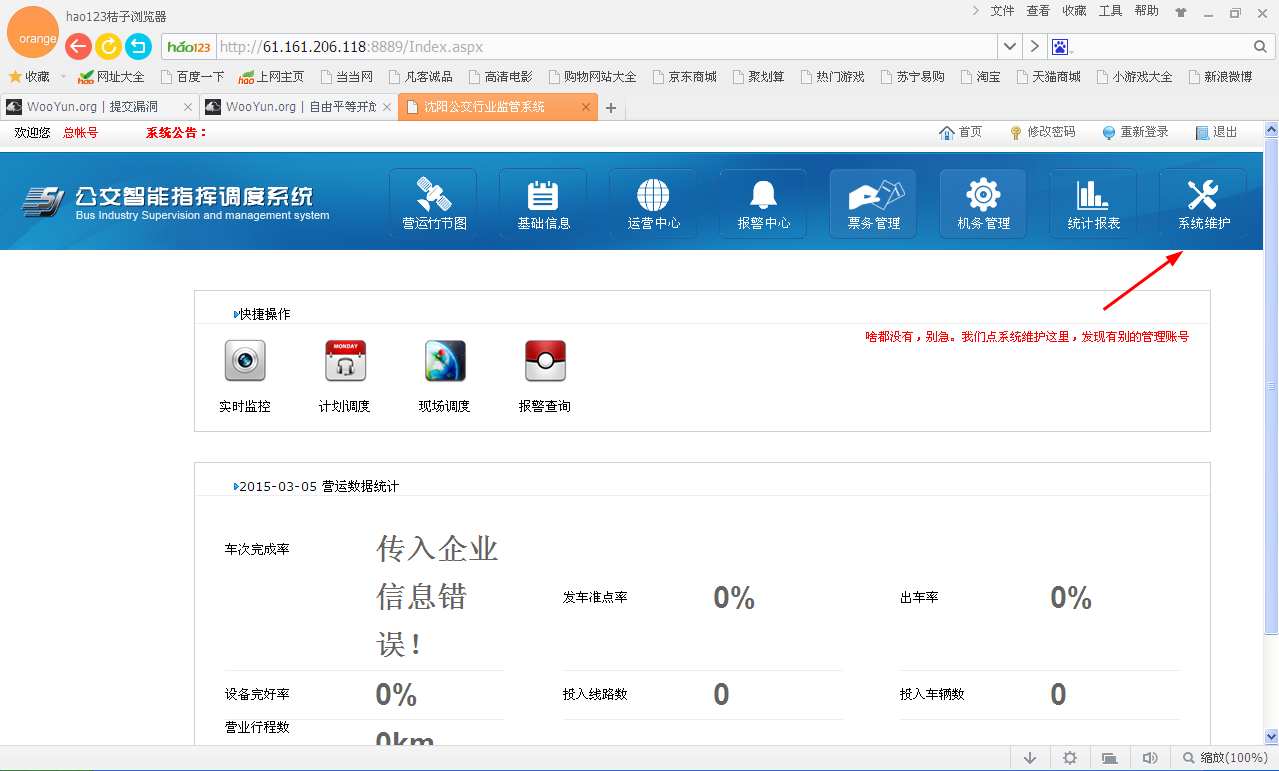 hao123桔子浏览器
文件 查看 收藏 工具 帮助
orange
hao123 http://61.161.206.118:8889/Index.aspx
收藏 网址大全 百度一下 上网主页 当当网 凡客诚品 高清电影 购物网站大全 京东商城 聚划算 热门游戏 苏宁易购 淘宝 天猫商城 小游戏大全 新浪微博
WooYun.org | 提交漏洞 WooYun.org | 自由平等开放 沈阳公交行业监管系统
欢迎您 总帐号 系统公告： 首页 修改密码 重新登录 退出
公交智能指挥调度系统
Bus Industry Supervision and management system
营运竹节图 基础信息 运营中心 报警中心 票务管理 机务管理 统计报表 系统维护
快捷操作
啥都没有，别急。我们点系统维护这里，发现有别的管理账号
MONDAY
实时监控 计划调度 现场调度 报警查询
2015-03-05 营运数据统计
车次完成率 传入企业
信息错
误！
发车准点率 0% 出车率 0%
设备完好率 0% 投入线路数 0 投入车辆数 0
营业行程数 0km
缩放(100%)